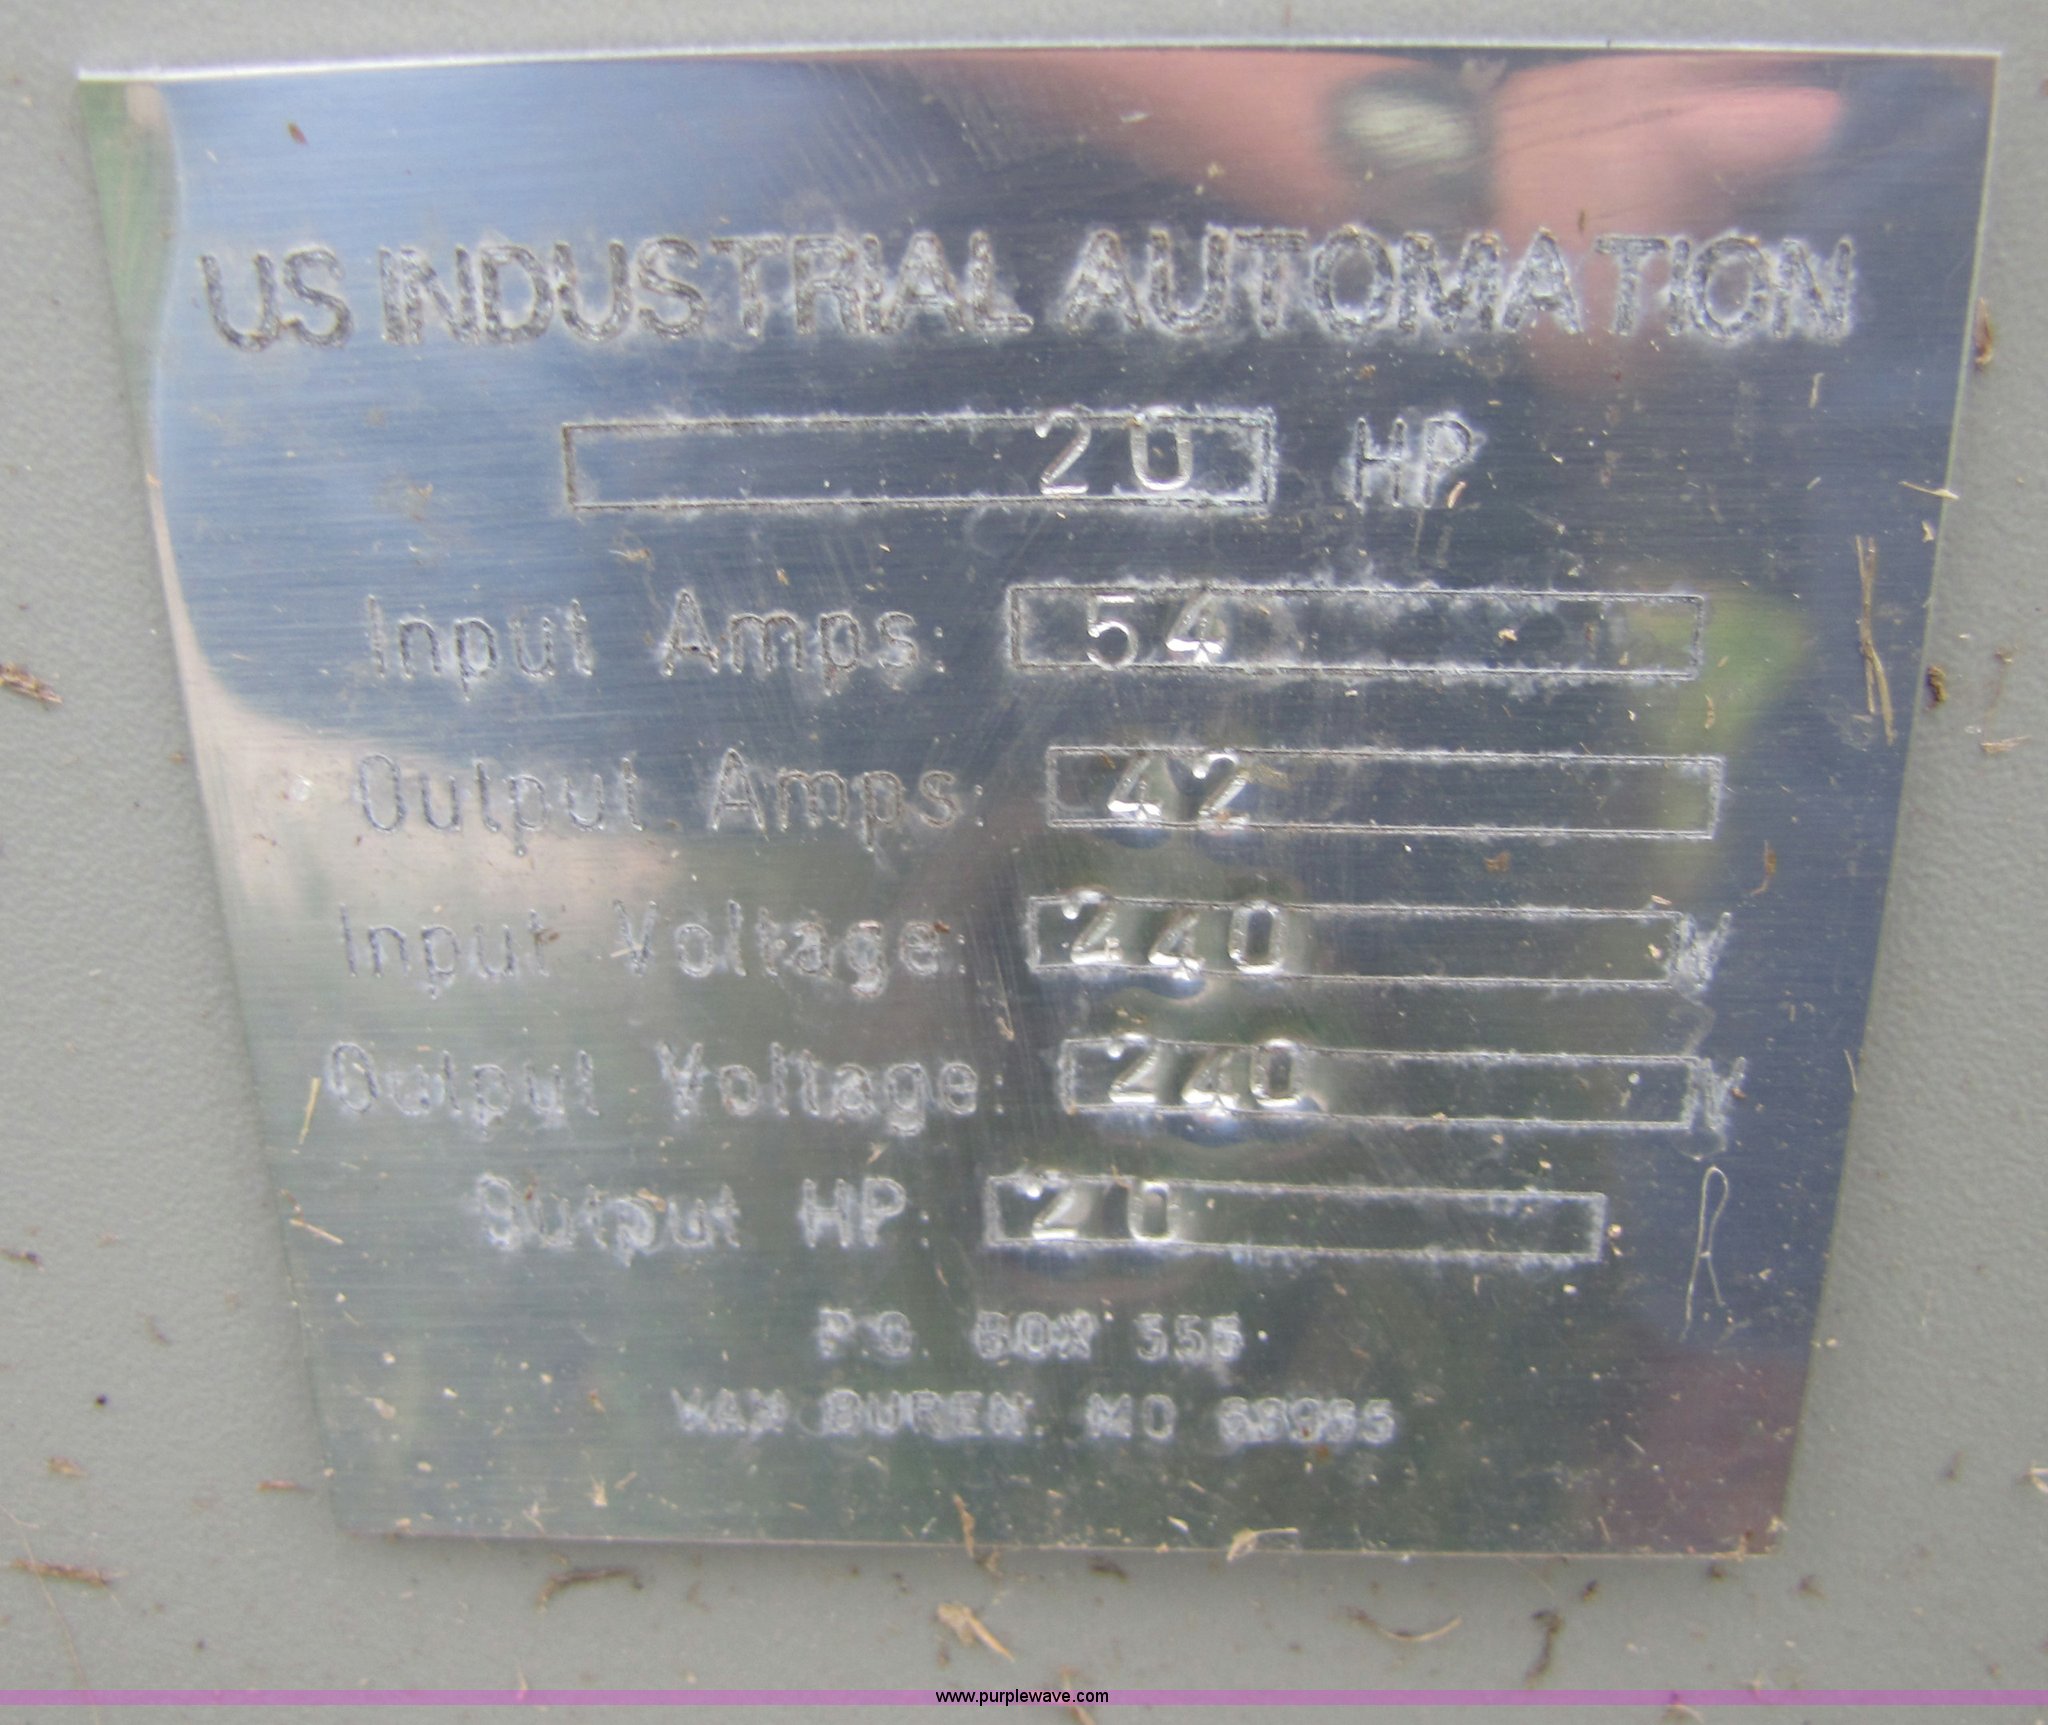 US INDUSTRIAL AUTOMATION
20 HP
Input Amps: 54
Output Amps: 42
Input Voltage: 240 V
Output Voltage: 240 V
Output HP: 20
P.O. BOX 555
VAN BUREN, MO
www.purplewave.com